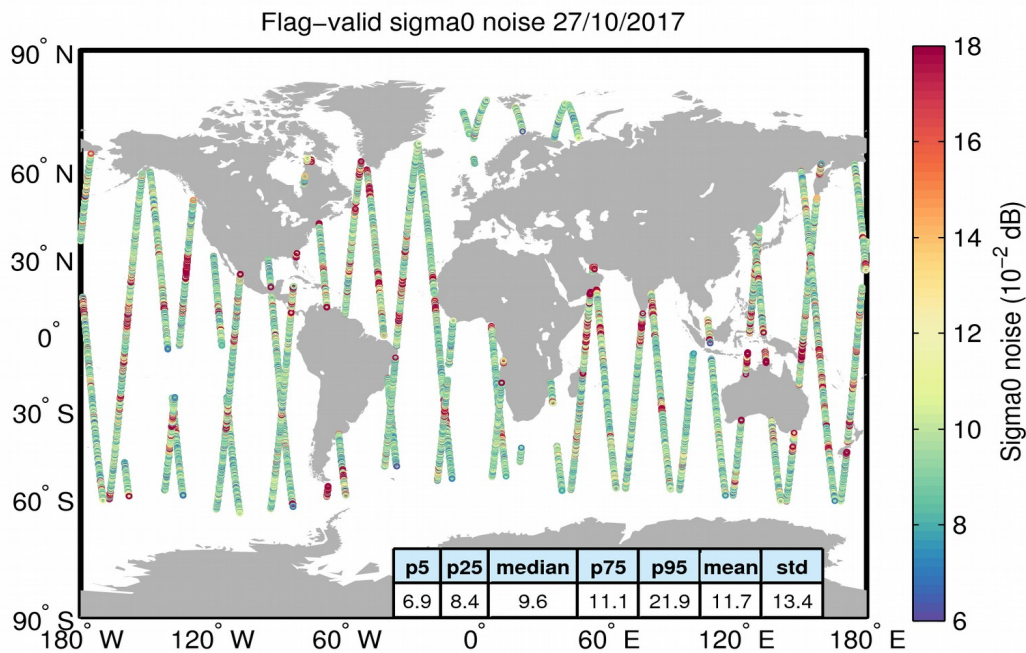 Flag-valid sigma0 noise 27/10/2017
90° N
60° N
30° N
0°
30° S
60° S
90° S
180° W
120° W
60° W
0°
60° E
120° E
180° E
p5 p25 median p75 p95 mean std
6.9 8.4 9.6 11.1 21.9 11.7 13.4
18
16
14
12
10
8
6
Sigma0 noise (10⁻² dB)